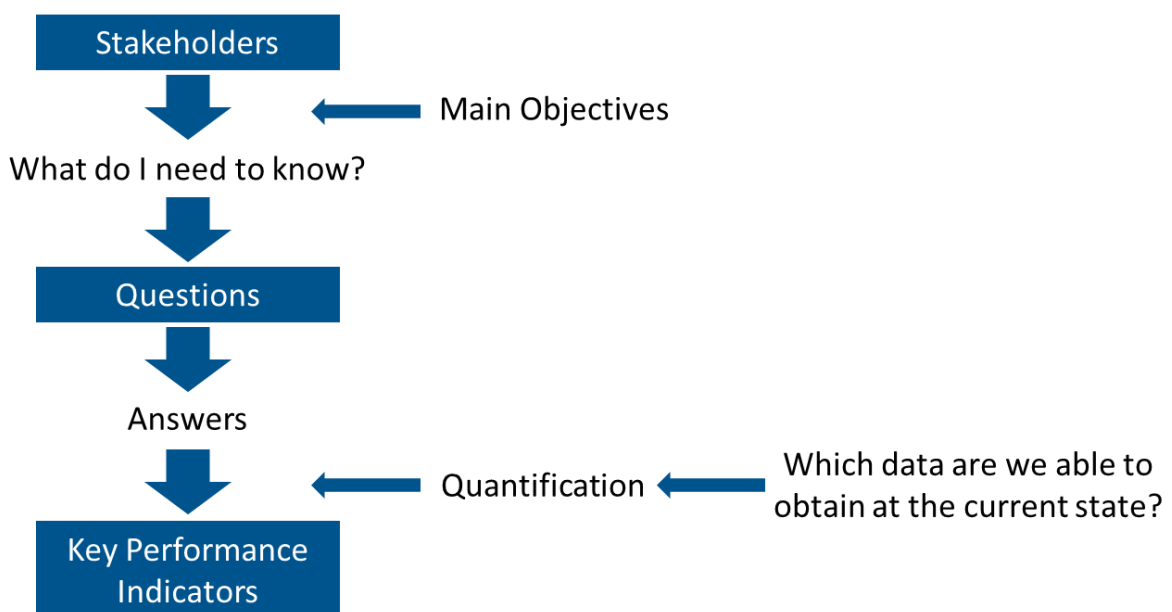 Stakeholders
Main Objectives
What do I need to know?
Questions
Answers
Quantification
Which data are we able to
obtain at the current state?
Key Performance
Indicators